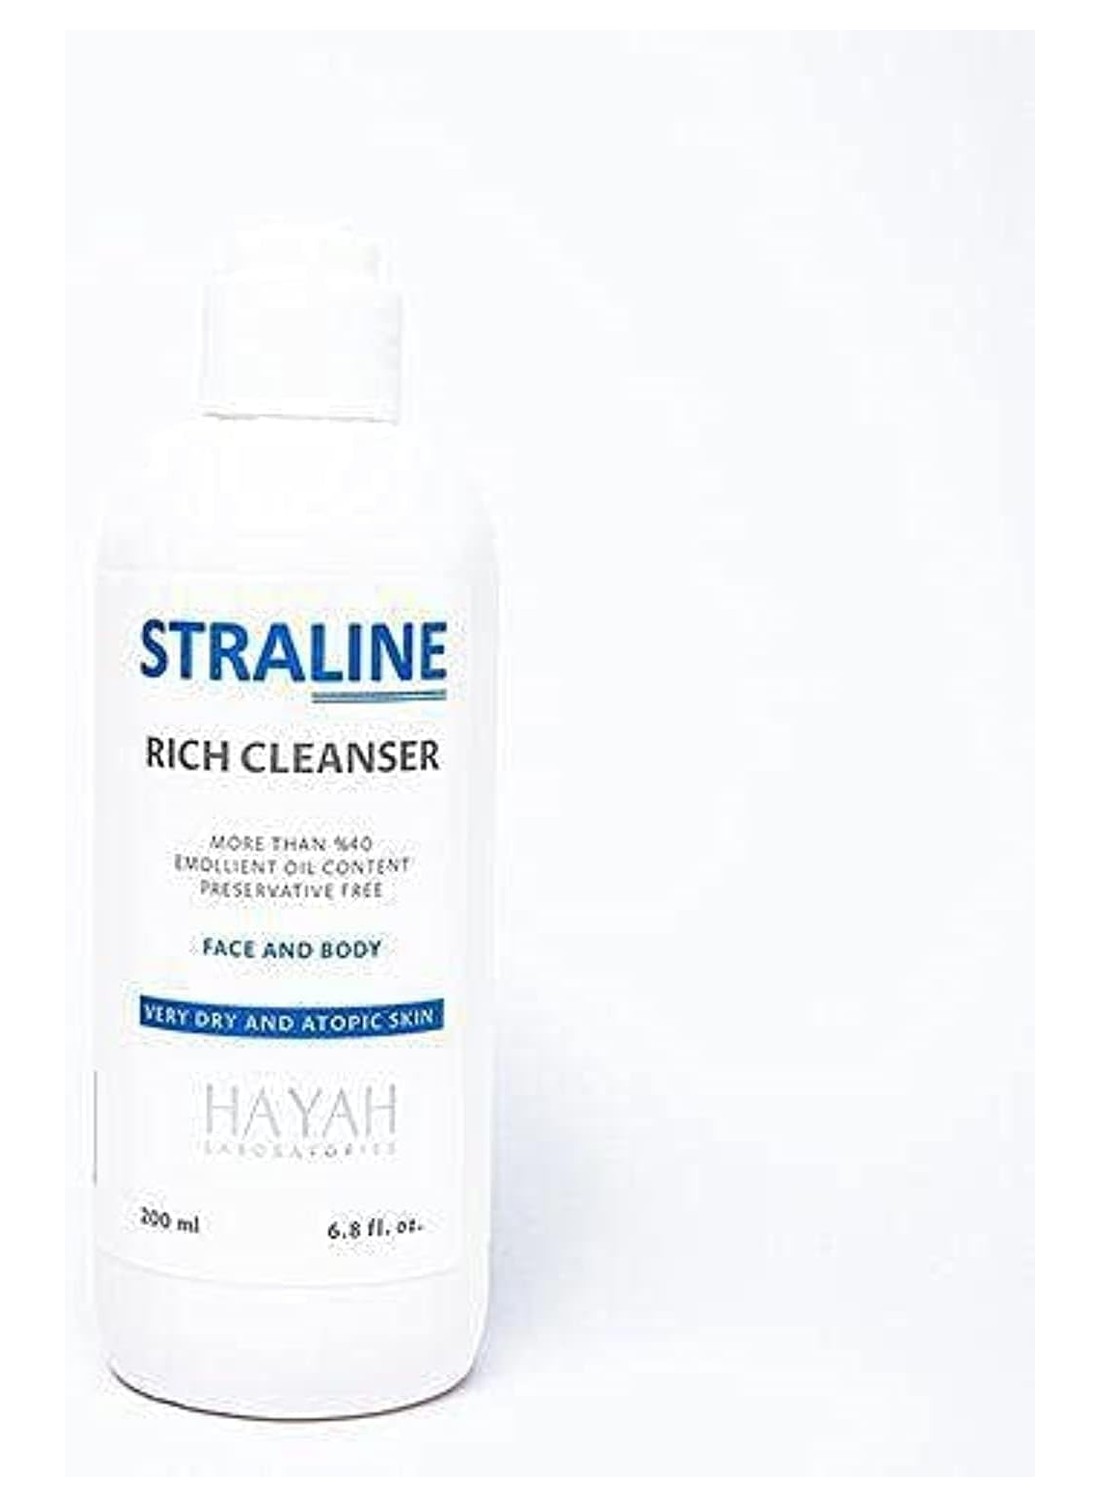 STRALINE
RICH CLEANSER
MORE THAN %40
EMOLLIENT OIL CONTENT
PRESERVATIVE FREE
FACE AND BODY
VERY DRY AND ATOPIC SKIN
HAYAH
LABORATORIES
200 ml 6.8 fl. oz.